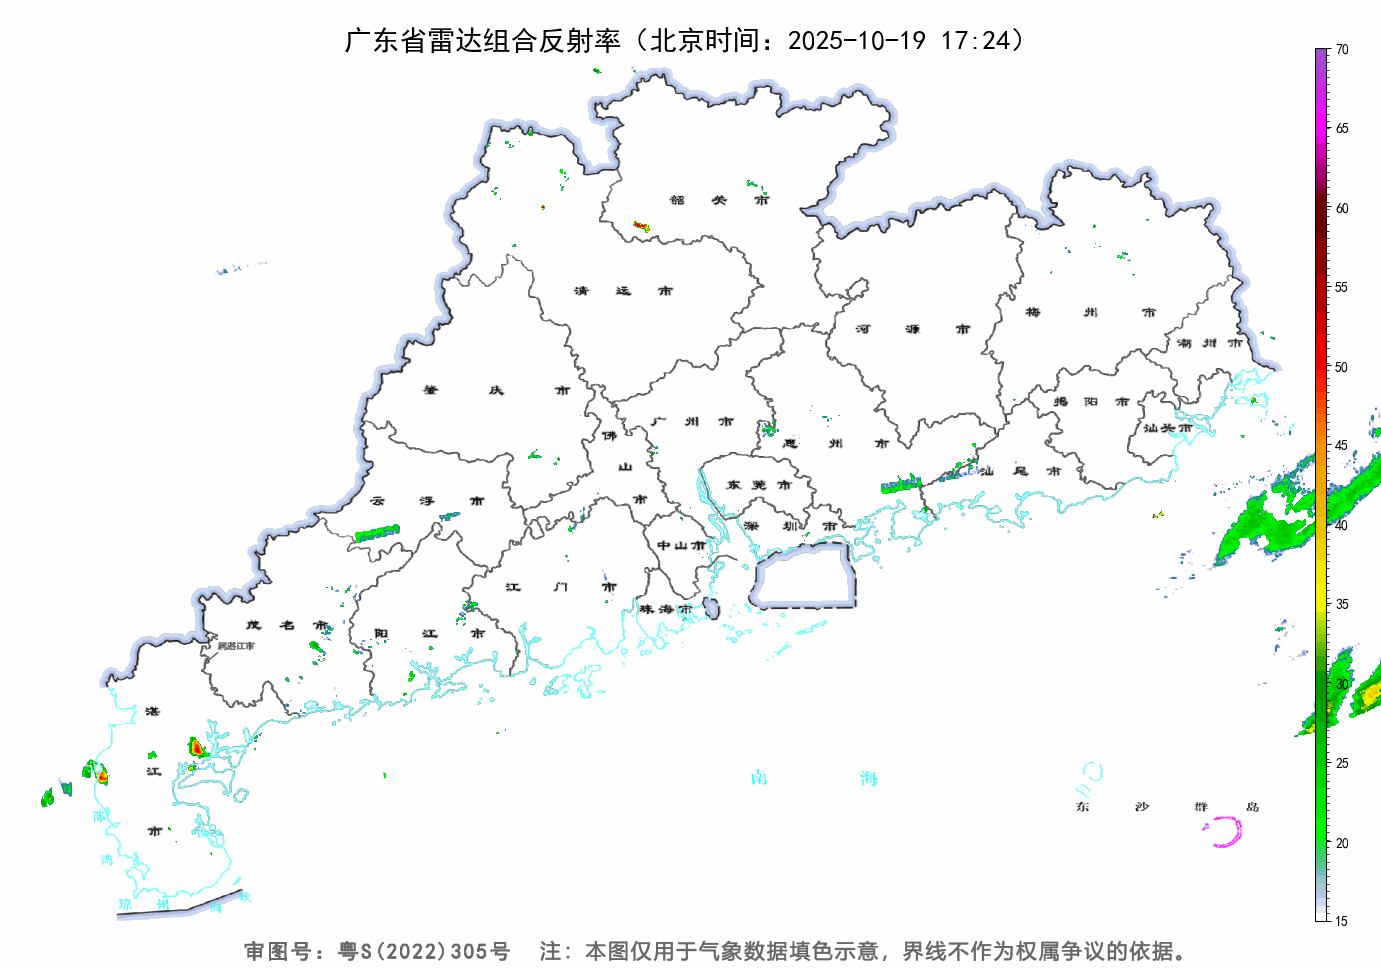 广东省雷达组合反射率（北京时间：2025-10-19 17:24）
70
65
60
55
50
45
40
35
30
25
20
15
韶关市
清远市
河源市
梅州市
潮州市
肇庆市
广州市
惠州市
揭阳市
汕头市
佛山市
汕尾市
东莞市
云浮市
深圳市
中山市
江门市
珠海市
茂名市
阳江市
属湛江市
湛江市
南海
东沙群岛
湾
琼州海峡
审图号：粤S(2022)305号 注：本图仅用于气象数据填色示意，界线不作为权属争议的依据。